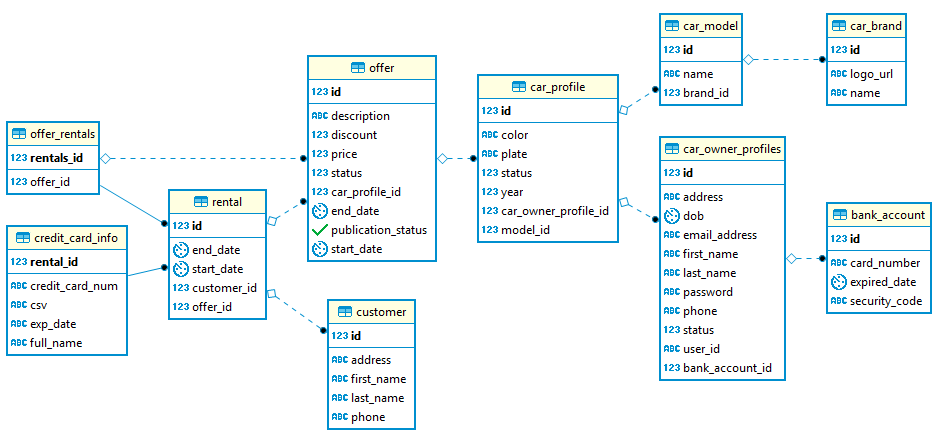 offer_rentals
123 rentals_id
123 offer_id
credit_card_info
123 rental_id
ABC credit_card_num
ABC csv
ABC exp_date
ABC full_name
rental
123 id
end_date
start_date
123 customer_id
123 offer_id
offer
123 id
ABC description
123 discount
123 price
123 status
123 car_profile_id
end_date
publication_status
start_date
customer
123 id
ABC address
ABC first_name
ABC last_name
ABC phone
car_profile
123 id
ABC color
ABC plate
123 status
123 year
123 car_owner_profile_id
123 model_id
car_model
123 id
ABC name
123 brand_id
car_brand
123 id
ABC logo_url
ABC name
car_owner_profiles
123 id
ABC address
dob
ABC email_address
ABC first_name
ABC last_name
ABC password
ABC phone
123 status
ABC user_id
123 bank_account_id
bank_account
123 id
ABC card_number
expired_date
ABC security_code